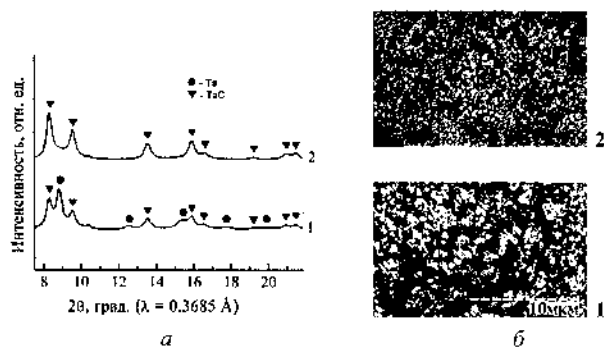 Интенсивность, отн. ед.
● - Ta
▼ - TaC
2
1
8 10 12 14 16 18 20
2θ, град. (λ = 0.3685 Å)
а
2
10мкм
1
б